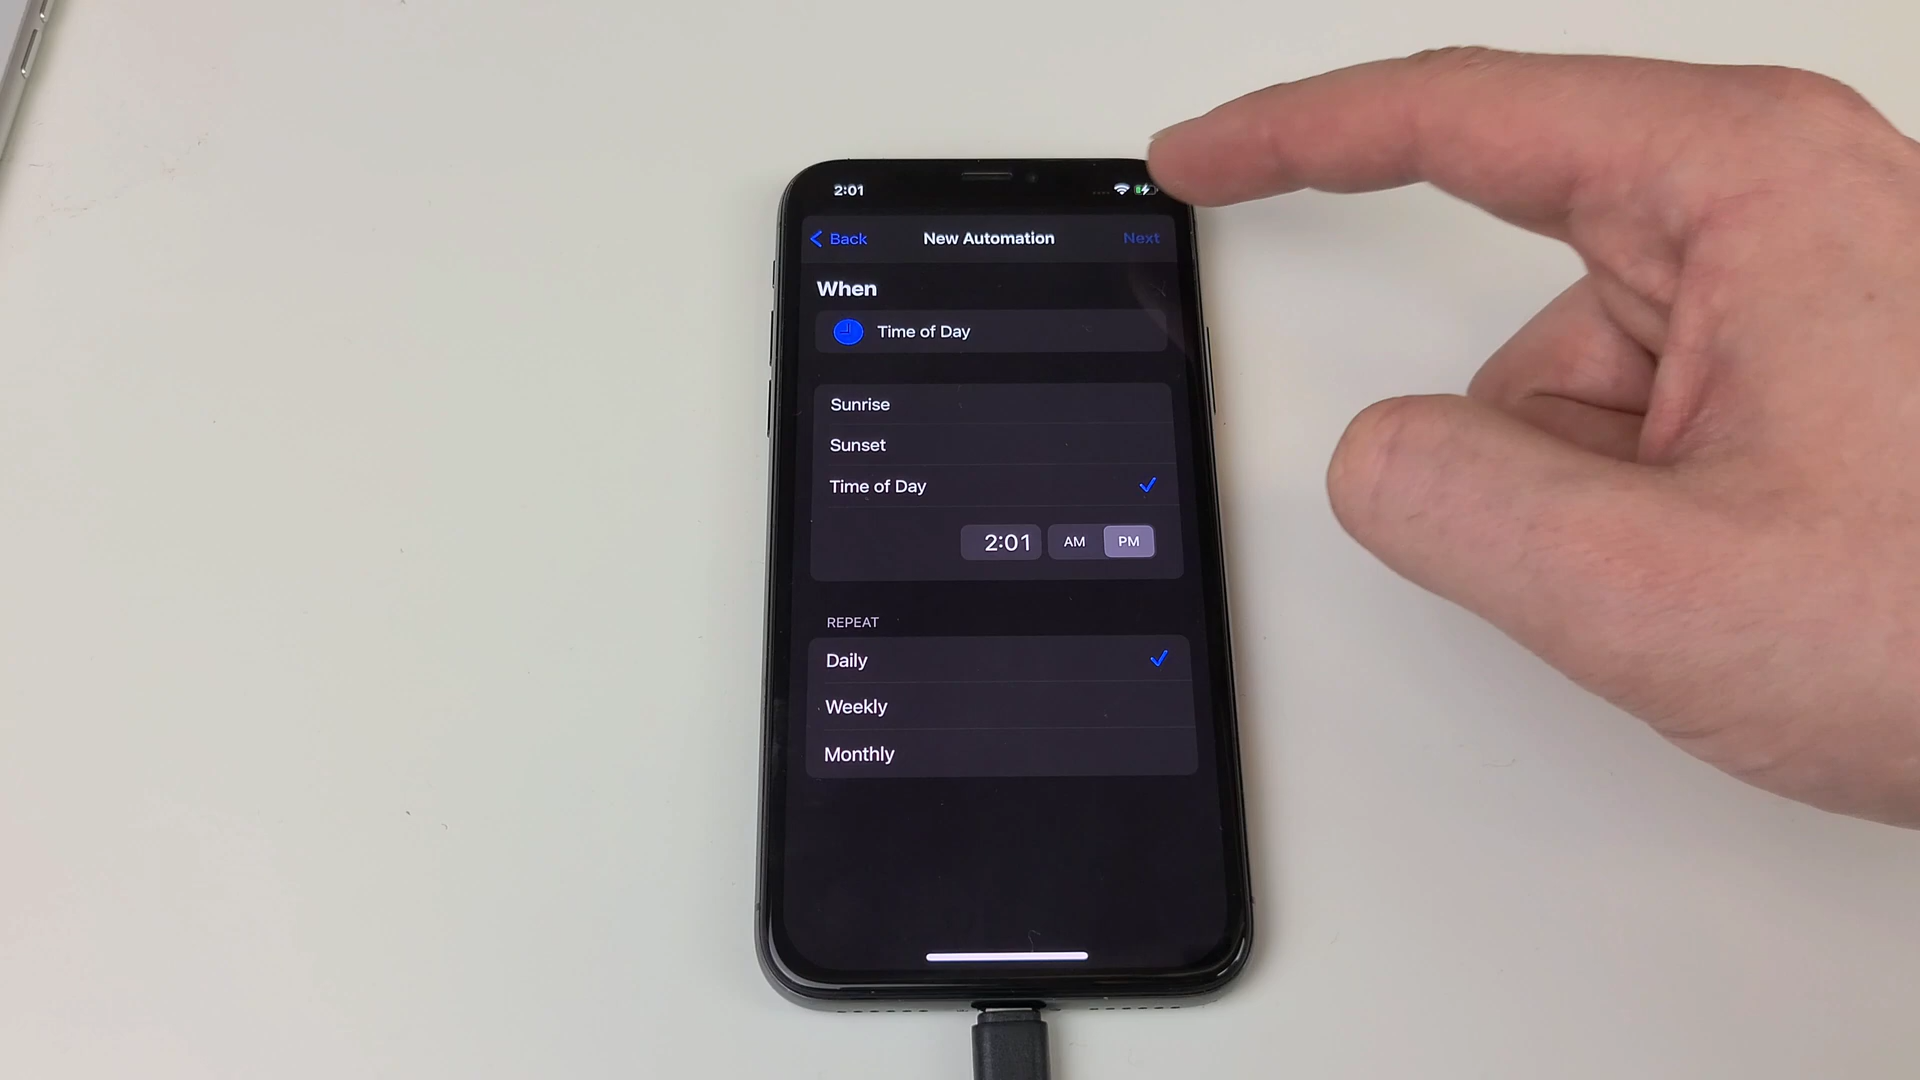 2:01
Back New Automation Next
When
Time of Day
Sunrise
Sunset
Time of Day
2:01 AM PM
REPEAT
Daily
Weekly
Monthly